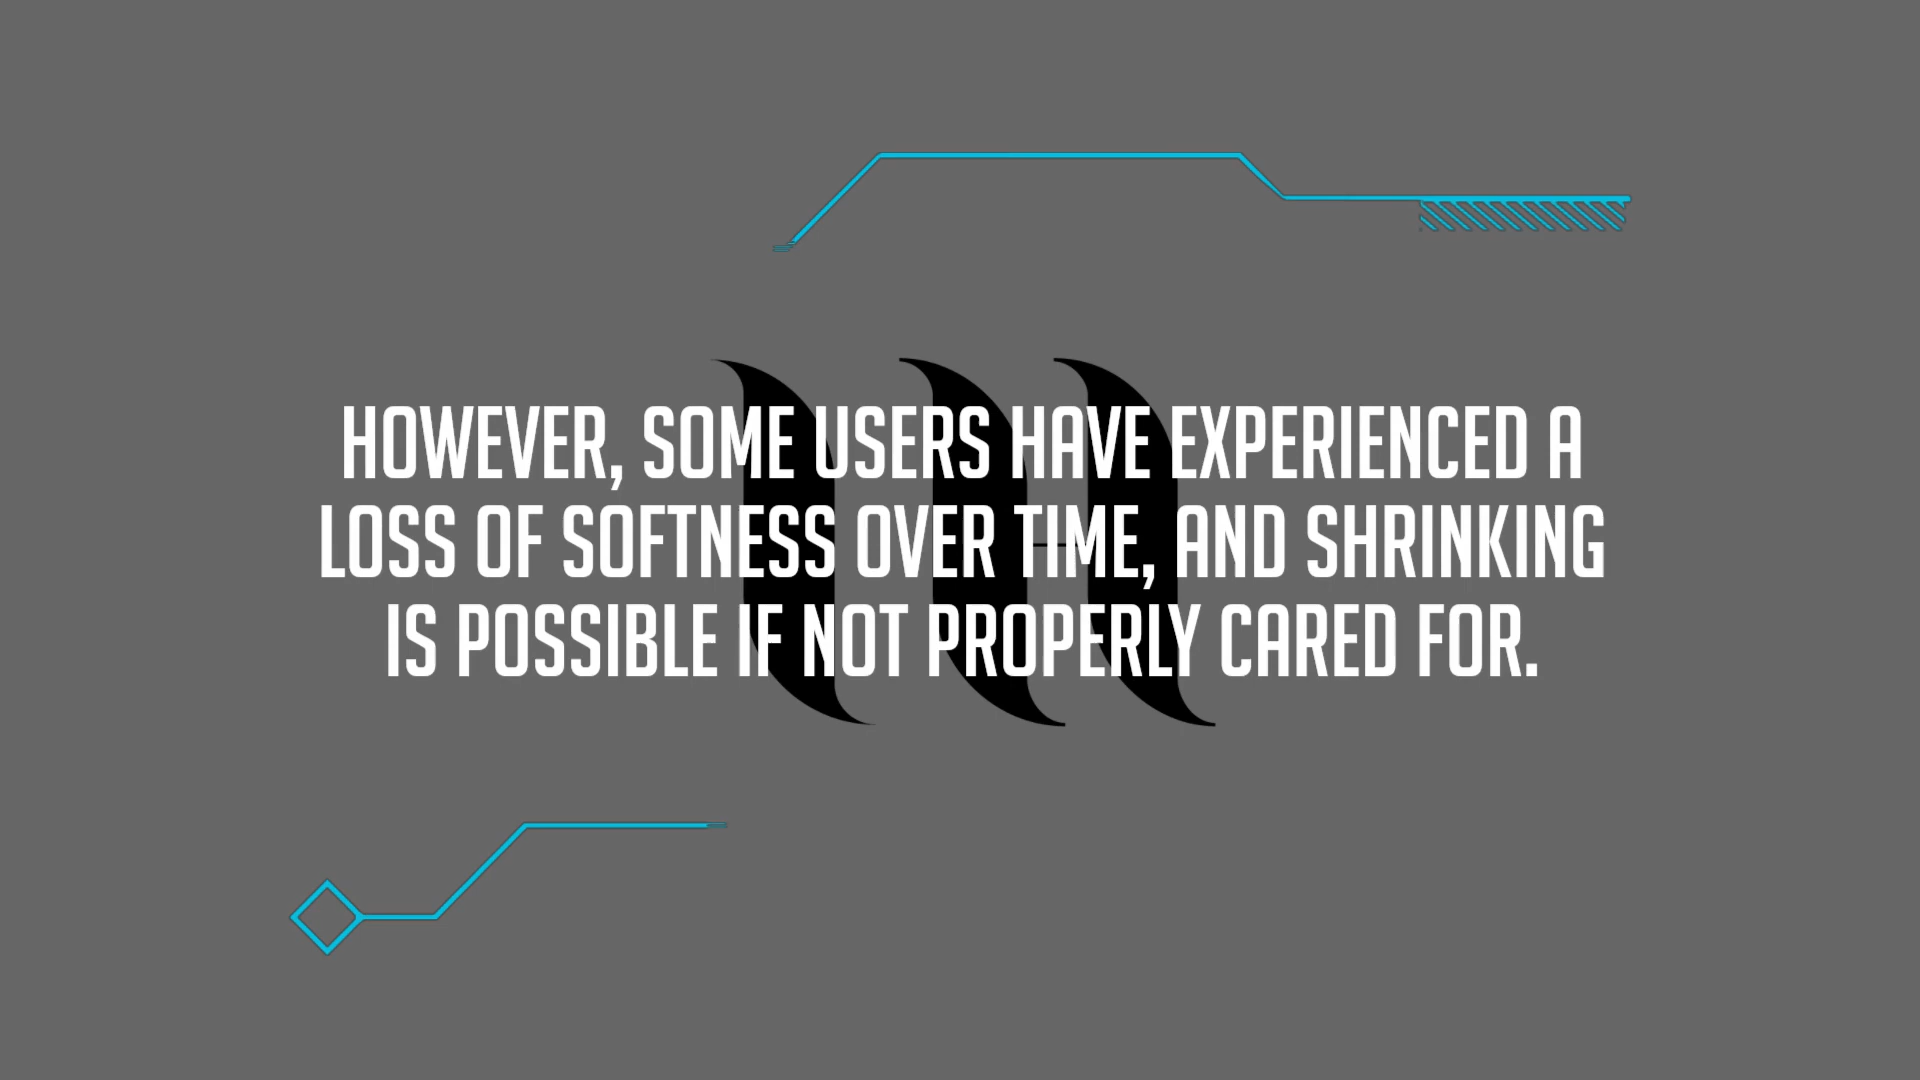 HOWEVER, SOME USERS HAVE EXPERIENCED A
LOSS OF SOFTNESS OVER TIME, AND SHRINKING
IS POSSIBLE IF NOT PROPERLY CARED FOR.